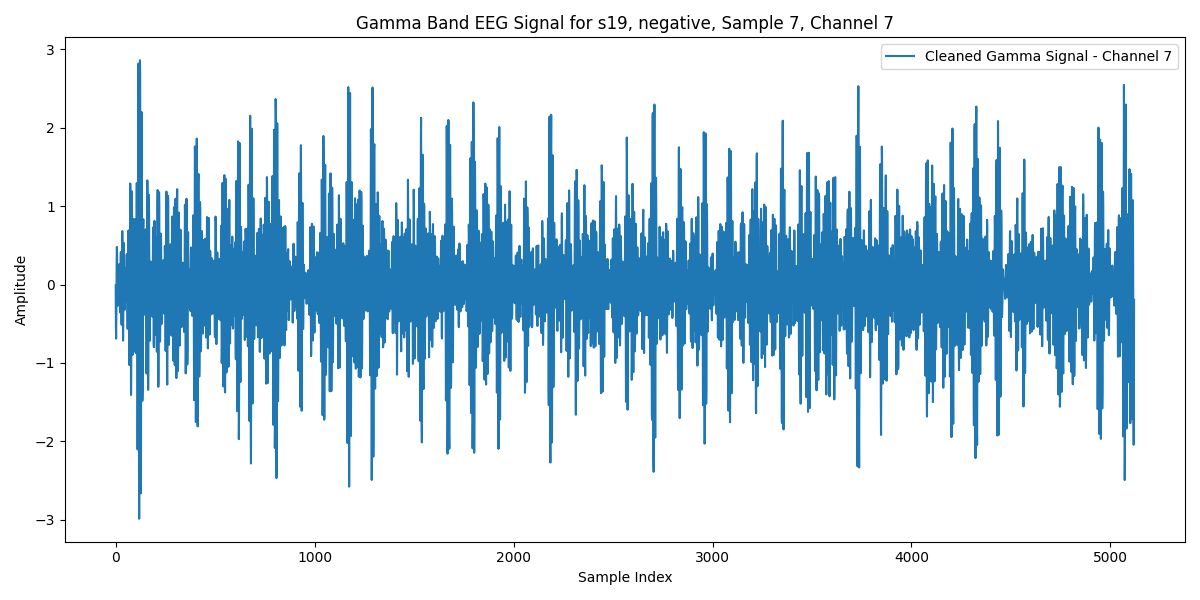 Gamma Band EEG Signal for s19, negative, Sample 7, Channel 7
Cleaned Gamma Signal - Channel 7
3
2
1
0
−1
−2
−3
Amplitude
0 1000 2000 3000 4000 5000
Sample Index